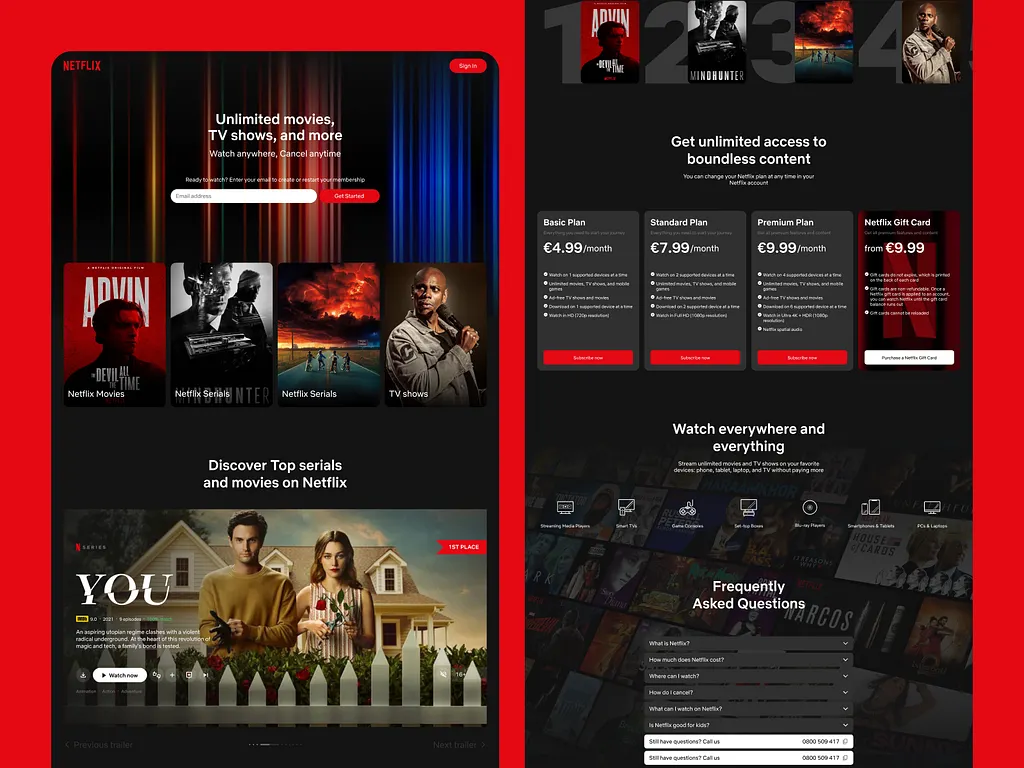 NETFLIX
Sign In
Unlimited movies,
TV shows, and more
Watch anywhere, Cancel anytime
Ready to watch? Enter your email to create or restart your membership
Email address
Get Started
A NETFLIX ORIGINAL FILM
ARVIN
THE DEVIL ALL THE TIME
Netflix Movies
MINDHUNTER
Netflix Serials
Netflix Serials
TV shows
Discover Top serials
and movies on Netflix
N SERIES
1ST PLACE
YOU
IMDb 9.0 • 2021 • 9 episodes
An aspiring utopian regime clashes with a violent
radical underground. At the heart of this revolution of
magic and tech, a family's bond is tested.
Watch now
16+
Animation • Action • Adventure
Previous trailer
Next trailer
1 2 3 4 5
ARVIN
THE DEVIL ALL THE TIME
MINDHUNTER
Get unlimited access to
boundless content
You can change your Netflix plan at any time in your
Netflix account
Basic Plan
Everything you need to start your journey
€4.99/month
Watch on 1 supported devices at a time
Unlimited movies, TV shows, and mobile
games
Ad-free TV shows and movies
Download on 1 supported device at a time
Watch in HD (720p resolution)
Subscribe now
Standard Plan
Everything you need to start your journey
€7.99/month
Watch on 2 supported devices at a time
Unlimited movies, TV shows, and mobile
games
Ad-free TV shows and movies
Download on 2 supported device at a time
Watch in Full HD (1080p resolution)
Subscribe now
Premium Plan
Get all premium features and content
€9.99/month
Watch on 4 supported devices at a time
Unlimited movies, TV shows, and mobile
games
Ad-free TV shows and movies
Download on 6 supported device at a time
Watch in Ultra 4K + HDR (1080p
resolution)
Netflix spatial audio
Subscribe now
Netflix Gift Card
Get all premium features and content
from €9.99
Gift cards do not expire, which is printed
on the back of each card
Gift cards are non-refundable. Once a
Netflix gift card is applied to an account,
you can watch Netflix until the gift card
balance runs out
Gift cards cannot be reloaded
Purchase a Netflix Gift Card
Watch everywhere and
everything
Stream unlimited movies and TV shows on your favorite
devices: phone, tablet, laptop, and TV without paying more
Streaming Media Players
Smart TVs
Game Consoles
Set-top Boxes
Blu-ray Players
Smartphones & Tablets
PCs & Laptops
HOUSE OF CARDS
NARCOS
Frequently
Asked Questions
What is Netflix?
How much does Netflix cost?
Where can I watch?
How do I cancel?
What can I watch on Netflix?
Is Netflix good for kids?
Still have questions? Call us
0800 509 417
Still have questions? Call us
0800 509 417